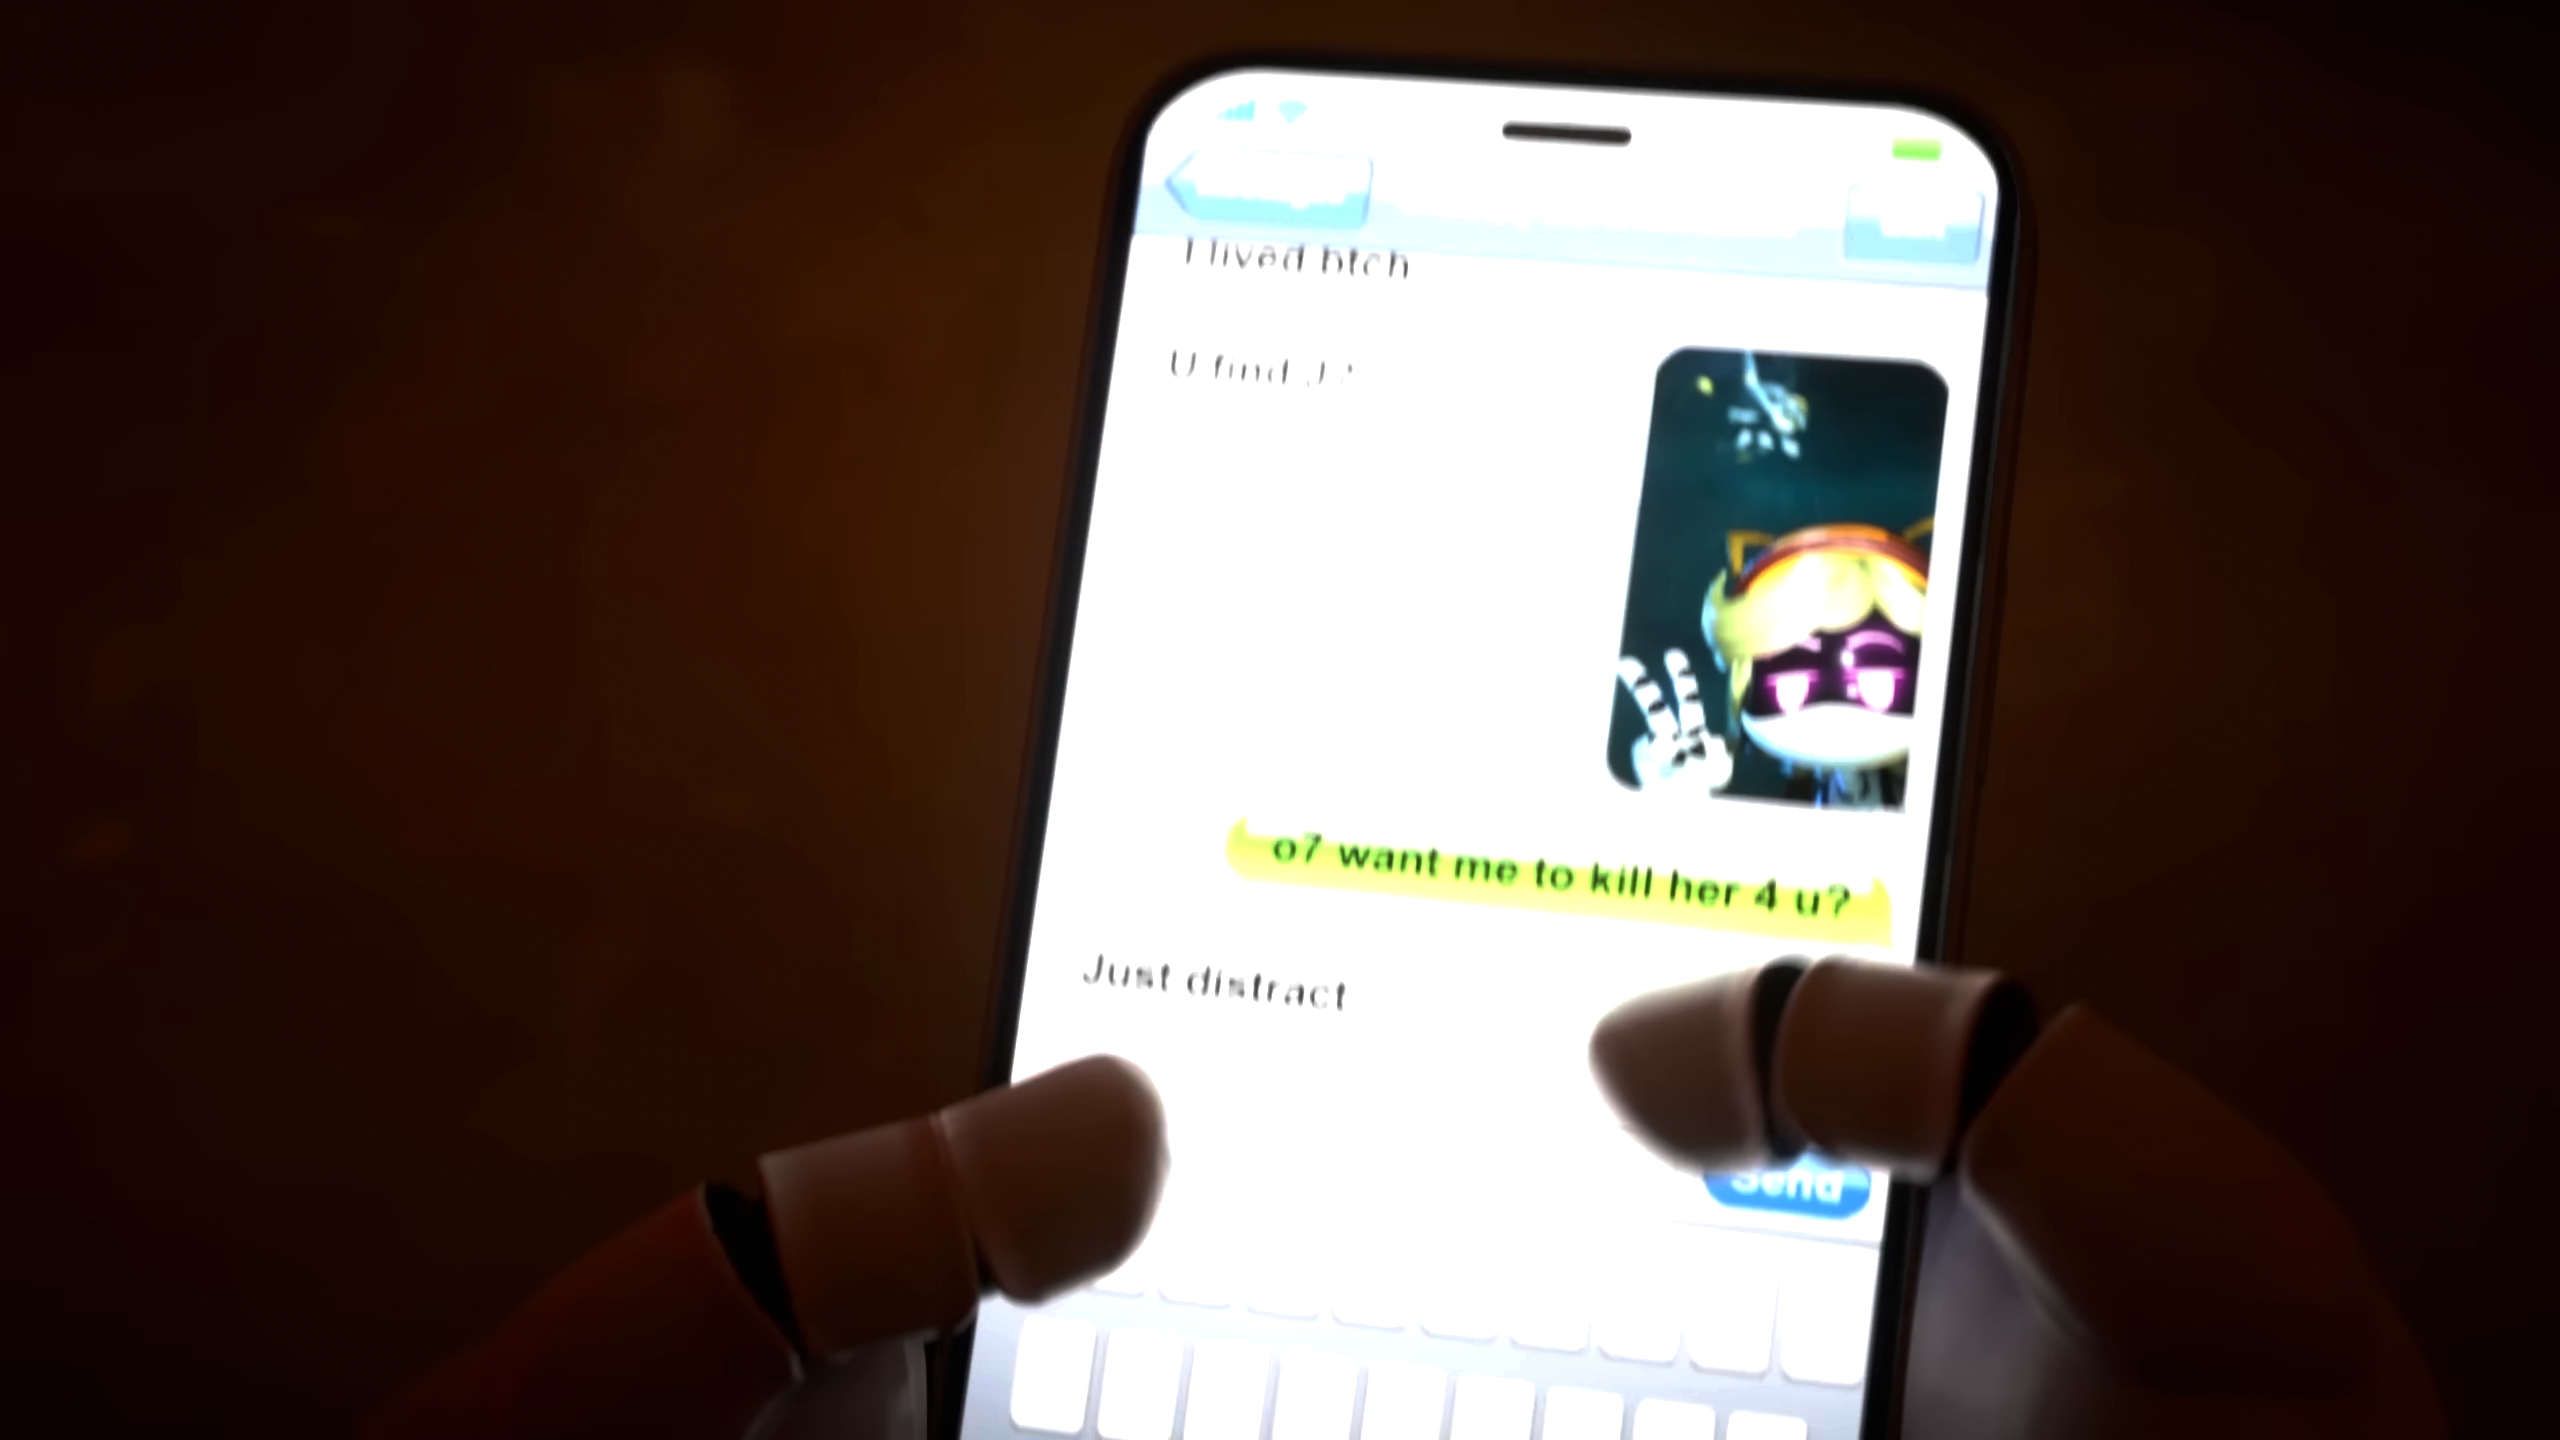 I lived btch
U find J?
o7 want me to kill her 4 u?
Just distract
Send